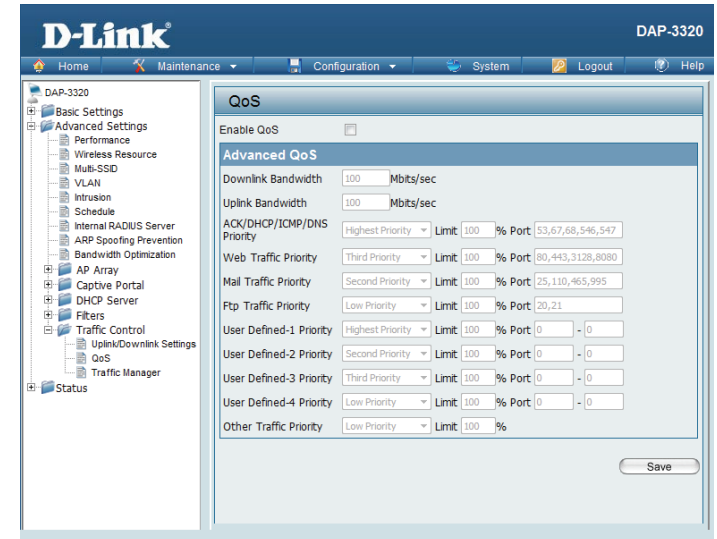 D-Link®
DAP-3320
Home Maintenance Configuration System Logout Help
DAP-3320
Basic Settings
Advanced Settings
Performance
Wireless Resource
Multi-SSID
VLAN
Intrusion
Schedule
Internal RADIUS Server
ARP Spoofing Prevention
Bandwidth Optimization
AP Array
Captive Portal
DHCP Server
Filters
Traffic Control
Uplink/Downlink Settings
QoS
Traffic Manager
Status
QoS
Enable QoS
Advanced QoS
Downlink Bandwidth 100 Mbits/sec
Uplink Bandwidth 100 Mbits/sec
ACK/DHCP/ICMP/DNS Priority Highest Priority Limit 100 % Port 53,67,68,546,547
Web Traffic Priority Third Priority Limit 100 % Port 80,443,3128,8080
Mail Traffic Priority Second Priority Limit 100 % Port 25,110,465,995
Ftp Traffic Priority Low Priority Limit 100 % Port 20,21
User Defined-1 Priority Highest Priority Limit 100 % Port 0 - 0
User Defined-2 Priority Second Priority Limit 100 % Port 0 - 0
User Defined-3 Priority Third Priority Limit 100 % Port 0 - 0
User Defined-4 Priority Low Priority Limit 100 % Port 0 - 0
Other Traffic Priority Low Priority Limit 100 %
Save